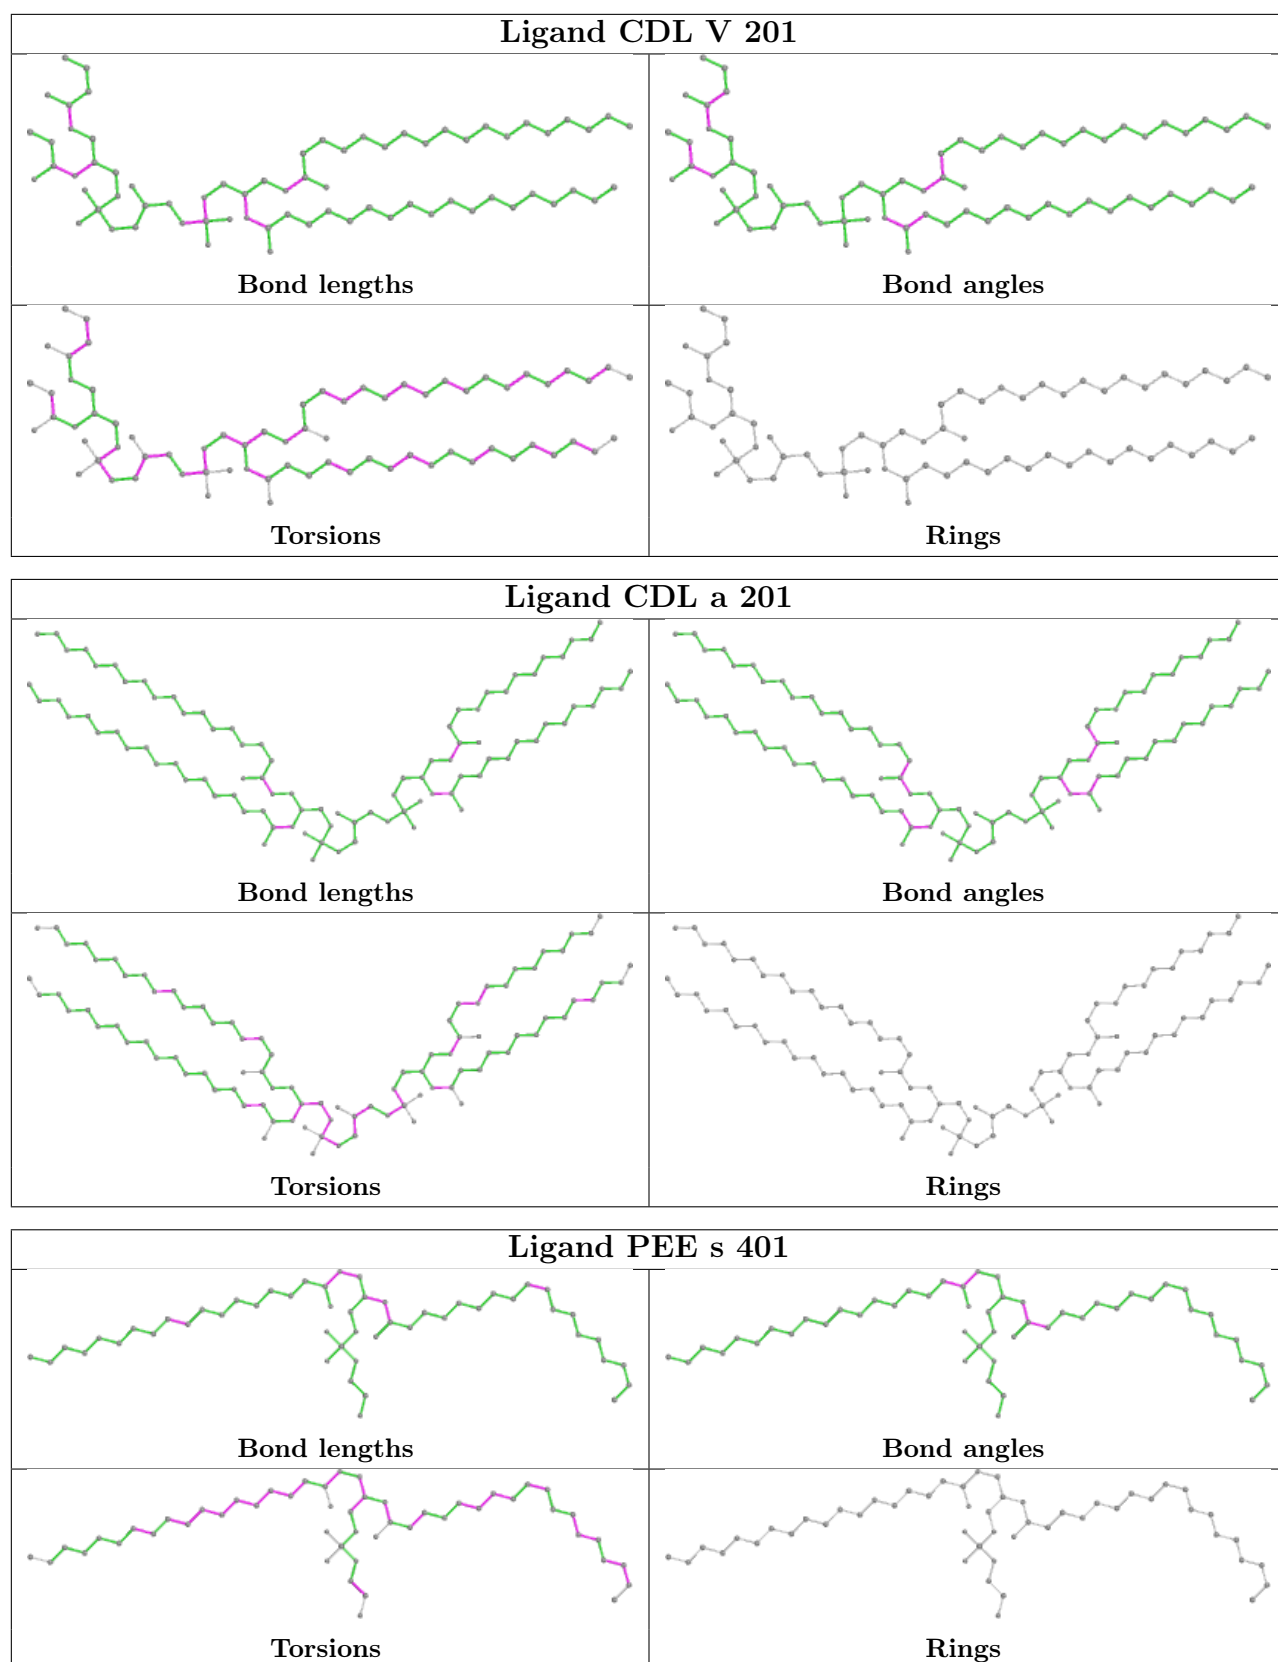 Ligand CDL V 201
Bond lengths
Bond angles
Torsions
Rings
Ligand CDL a 201
Bond lengths
Bond angles
Torsions
Rings
Ligand PEE s 401
Bond lengths
Bond angles
Torsions
Rings